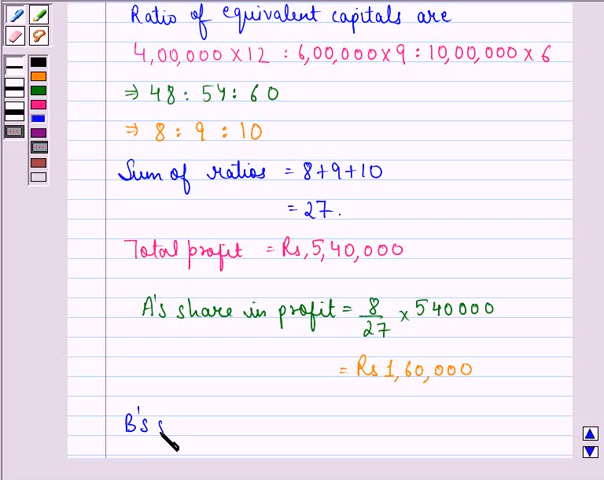 Ratio of equivalent capitals are
4,00,000 × 12 : 6,00,000 × 9 : 10,00,000 × 6
⇒ 48 : 54 : 60
⇒ 8 : 9 : 10
Sum of ratios = 8+9+10
= 27.
Total profit = Rs, 5,40,000
A's share in profit = 8/27 × 540000
= Rs 1,60,000
B's s